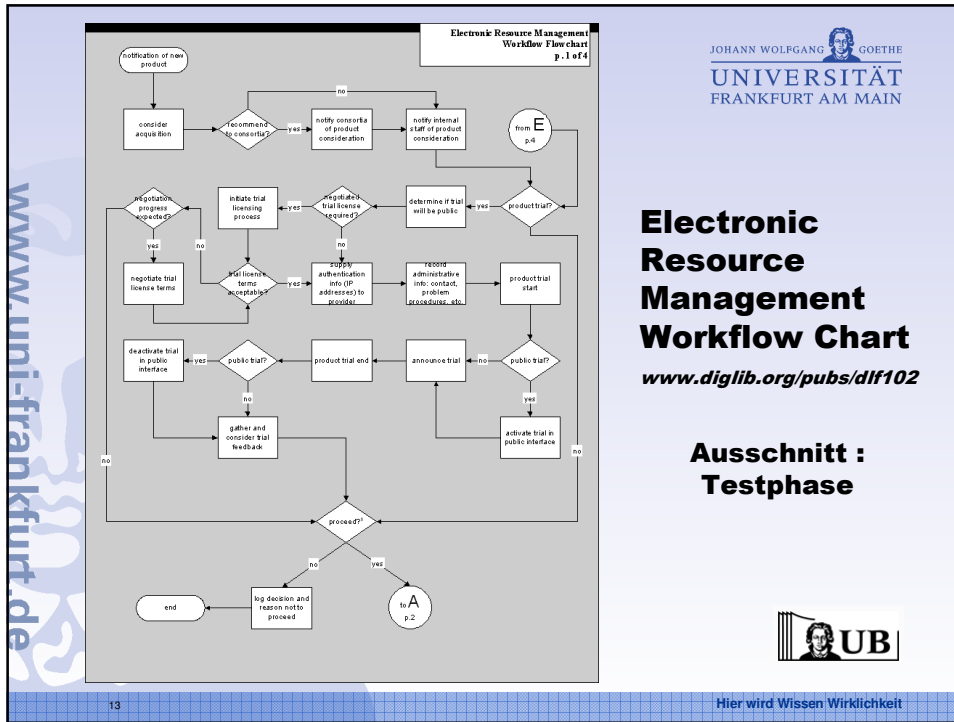 Electronic Resource Management
Workflow Flowchart
p. 1 of 4
notification of new
product
no
consider
acquisition
recommend
to consortia?
yes
notify consortia
of product
consideration
notify internal
staff of product
consideration
from E
p.4
negotiation
progress
expected?
initiate trial
licensing
process
yes
negotiated
trial license
required?
determine if trial
will be public
yes
product trial?
yes
no
no
negotiate trial
license terms
trial license
terms
acceptable?
yes
supply
authentication
info (IP
addresses) to
provider
record
administrative
info: contact,
problem
procedures, etc.
product trial
start
deactivate trial
in public
interface
yes
public trial?
product trial end
announce trial
no
public trial?
no
yes
gather and
consider trial
feedback
activate trial in
public interface
no
no
proceed?¹
no
yes
end
log decision and
reason not to
proceed
to A
p.2
JOHANN WOLFGANG GOETHE
UNIVERSITÄT
FRANKFURT AM MAIN
Electronic
Resource
Management
Workflow Chart
www.diglib.org/pubs/dlf102
Ausschnitt :
Testphase
UB
www.uni-frankfurt.de
13
Hier wird Wissen Wirklichkeit